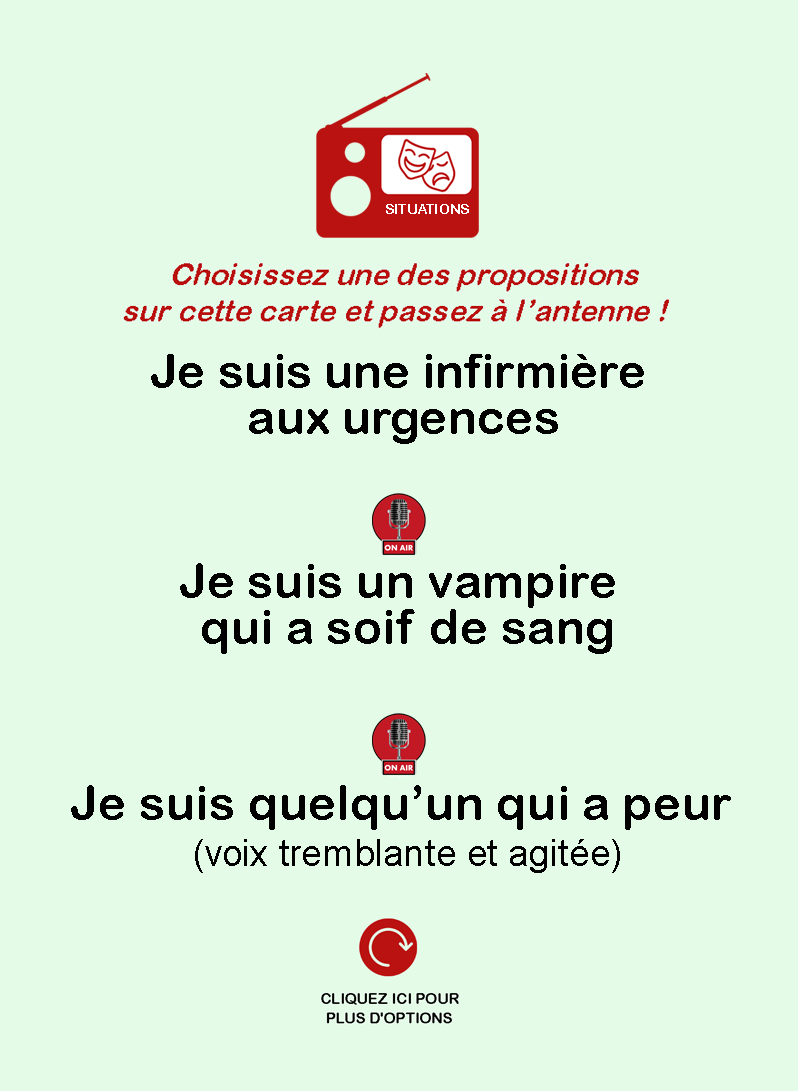 SITUATIONS
Choisissez une des propositions
sur cette carte et passez à l’antenne !
Je suis une infirmière
aux urgences
ON AIR
Je suis un vampire
qui a soif de sang
ON AIR
Je suis quelqu’un qui a peur
(voix tremblante et agitée)
CLIQUEZ ICI POUR
PLUS D'OPTIONS